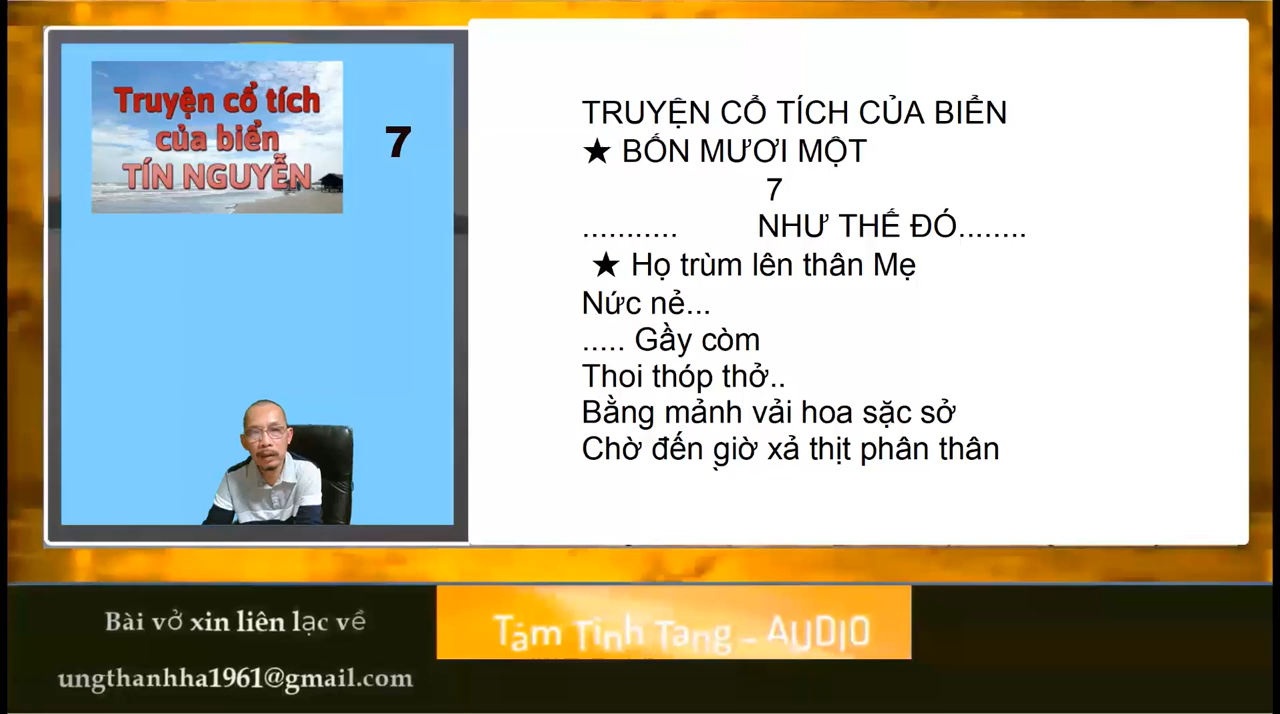 Truyện cổ tích
của biển
TÍN NGUYỄN
7
TRUYỆN CỔ TÍCH CỦA BIỂN
★ BỐN MƯƠI MỘT
7
........... NHƯ THẾ ĐÓ........
★ Họ trùm lên thân Mẹ
Nức nẻ...
..... Gầy còm
Thoi thóp thở..
Bằng mảnh vải hoa sặc sở
Chờ đến giờ xả thịt phân thân
Bài vở xin liên lạc về
ungthanhha1961@gmail.com
Tâm Tình Tang – AUDIO